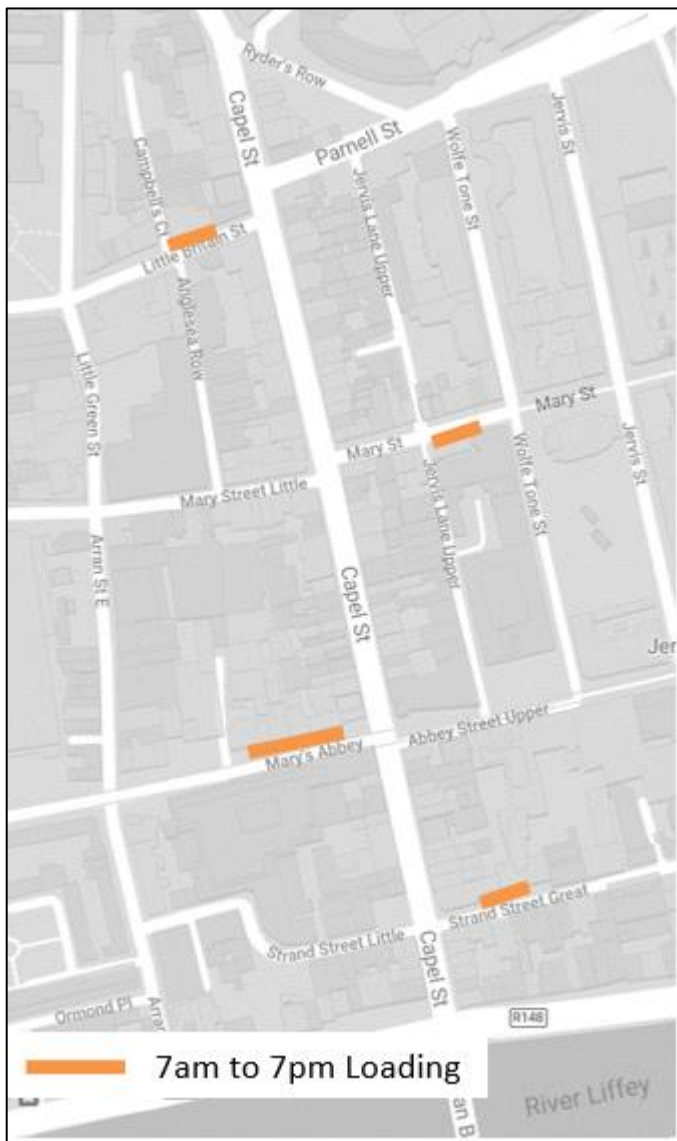 Ryder's Row
Capel St
Parnell St
Jervis St
Wolfe Tone St
Campbell's Ct
Jervis Lane Upper
Little Britain St
Anglesea Row
Little Green St
Mary St
Mary St
Jervis St
Wolfe Tone St
Jervis Lane Upper
Mary Street Little
Arran St E
Capel St
Jer
Abbey Street Upper
Mary's Abbey
Strand Street Great
Strand Street Little
Capel St
Ormond Pl
Arran
R148
7am to 7pm Loading
an B
River Liffey